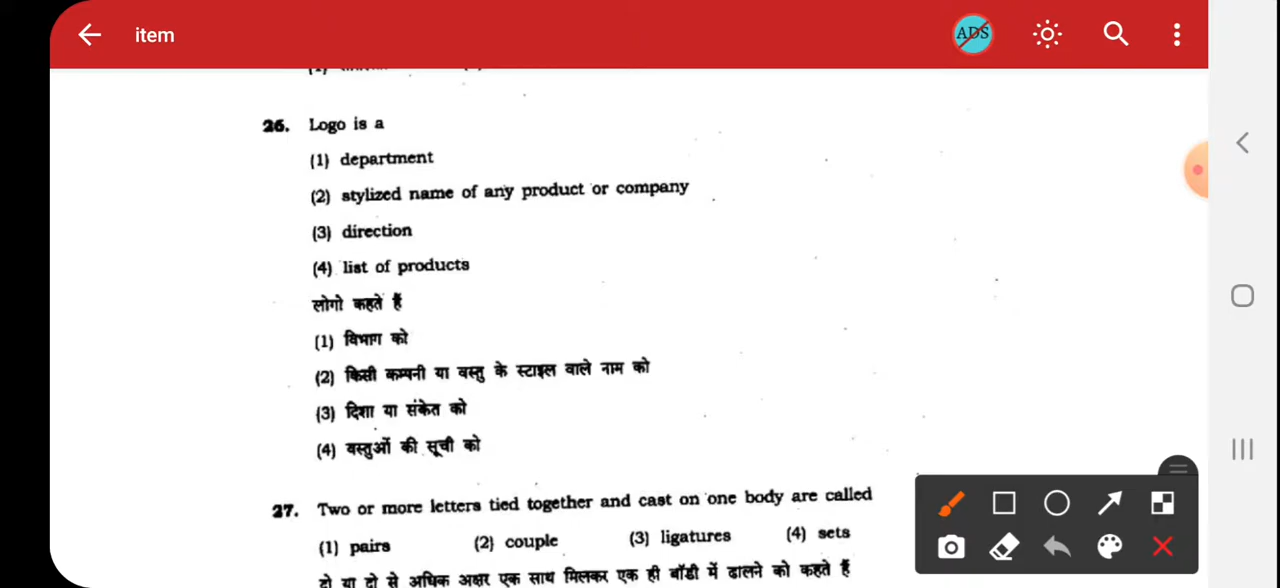 item
ADS
26. Logo is a
(1) department
(2) stylized name of any product or company
(3) direction
(4) list of products
लोगो कहते हैं
(1) विभाग को
(2) किसी कम्पनी या वस्तु के स्टाइल वाले नाम को
(3) दिशा या संकेत को
(4) वस्तुओं की सूची को
27. Two or more letters tied together and cast on one body are called
(1) pairs (2) couple (3) ligatures (4) sets
दो या दो से अधिक अक्षर एक साथ मिलकर एक ही बॉडी में ढालने को कहते हैं